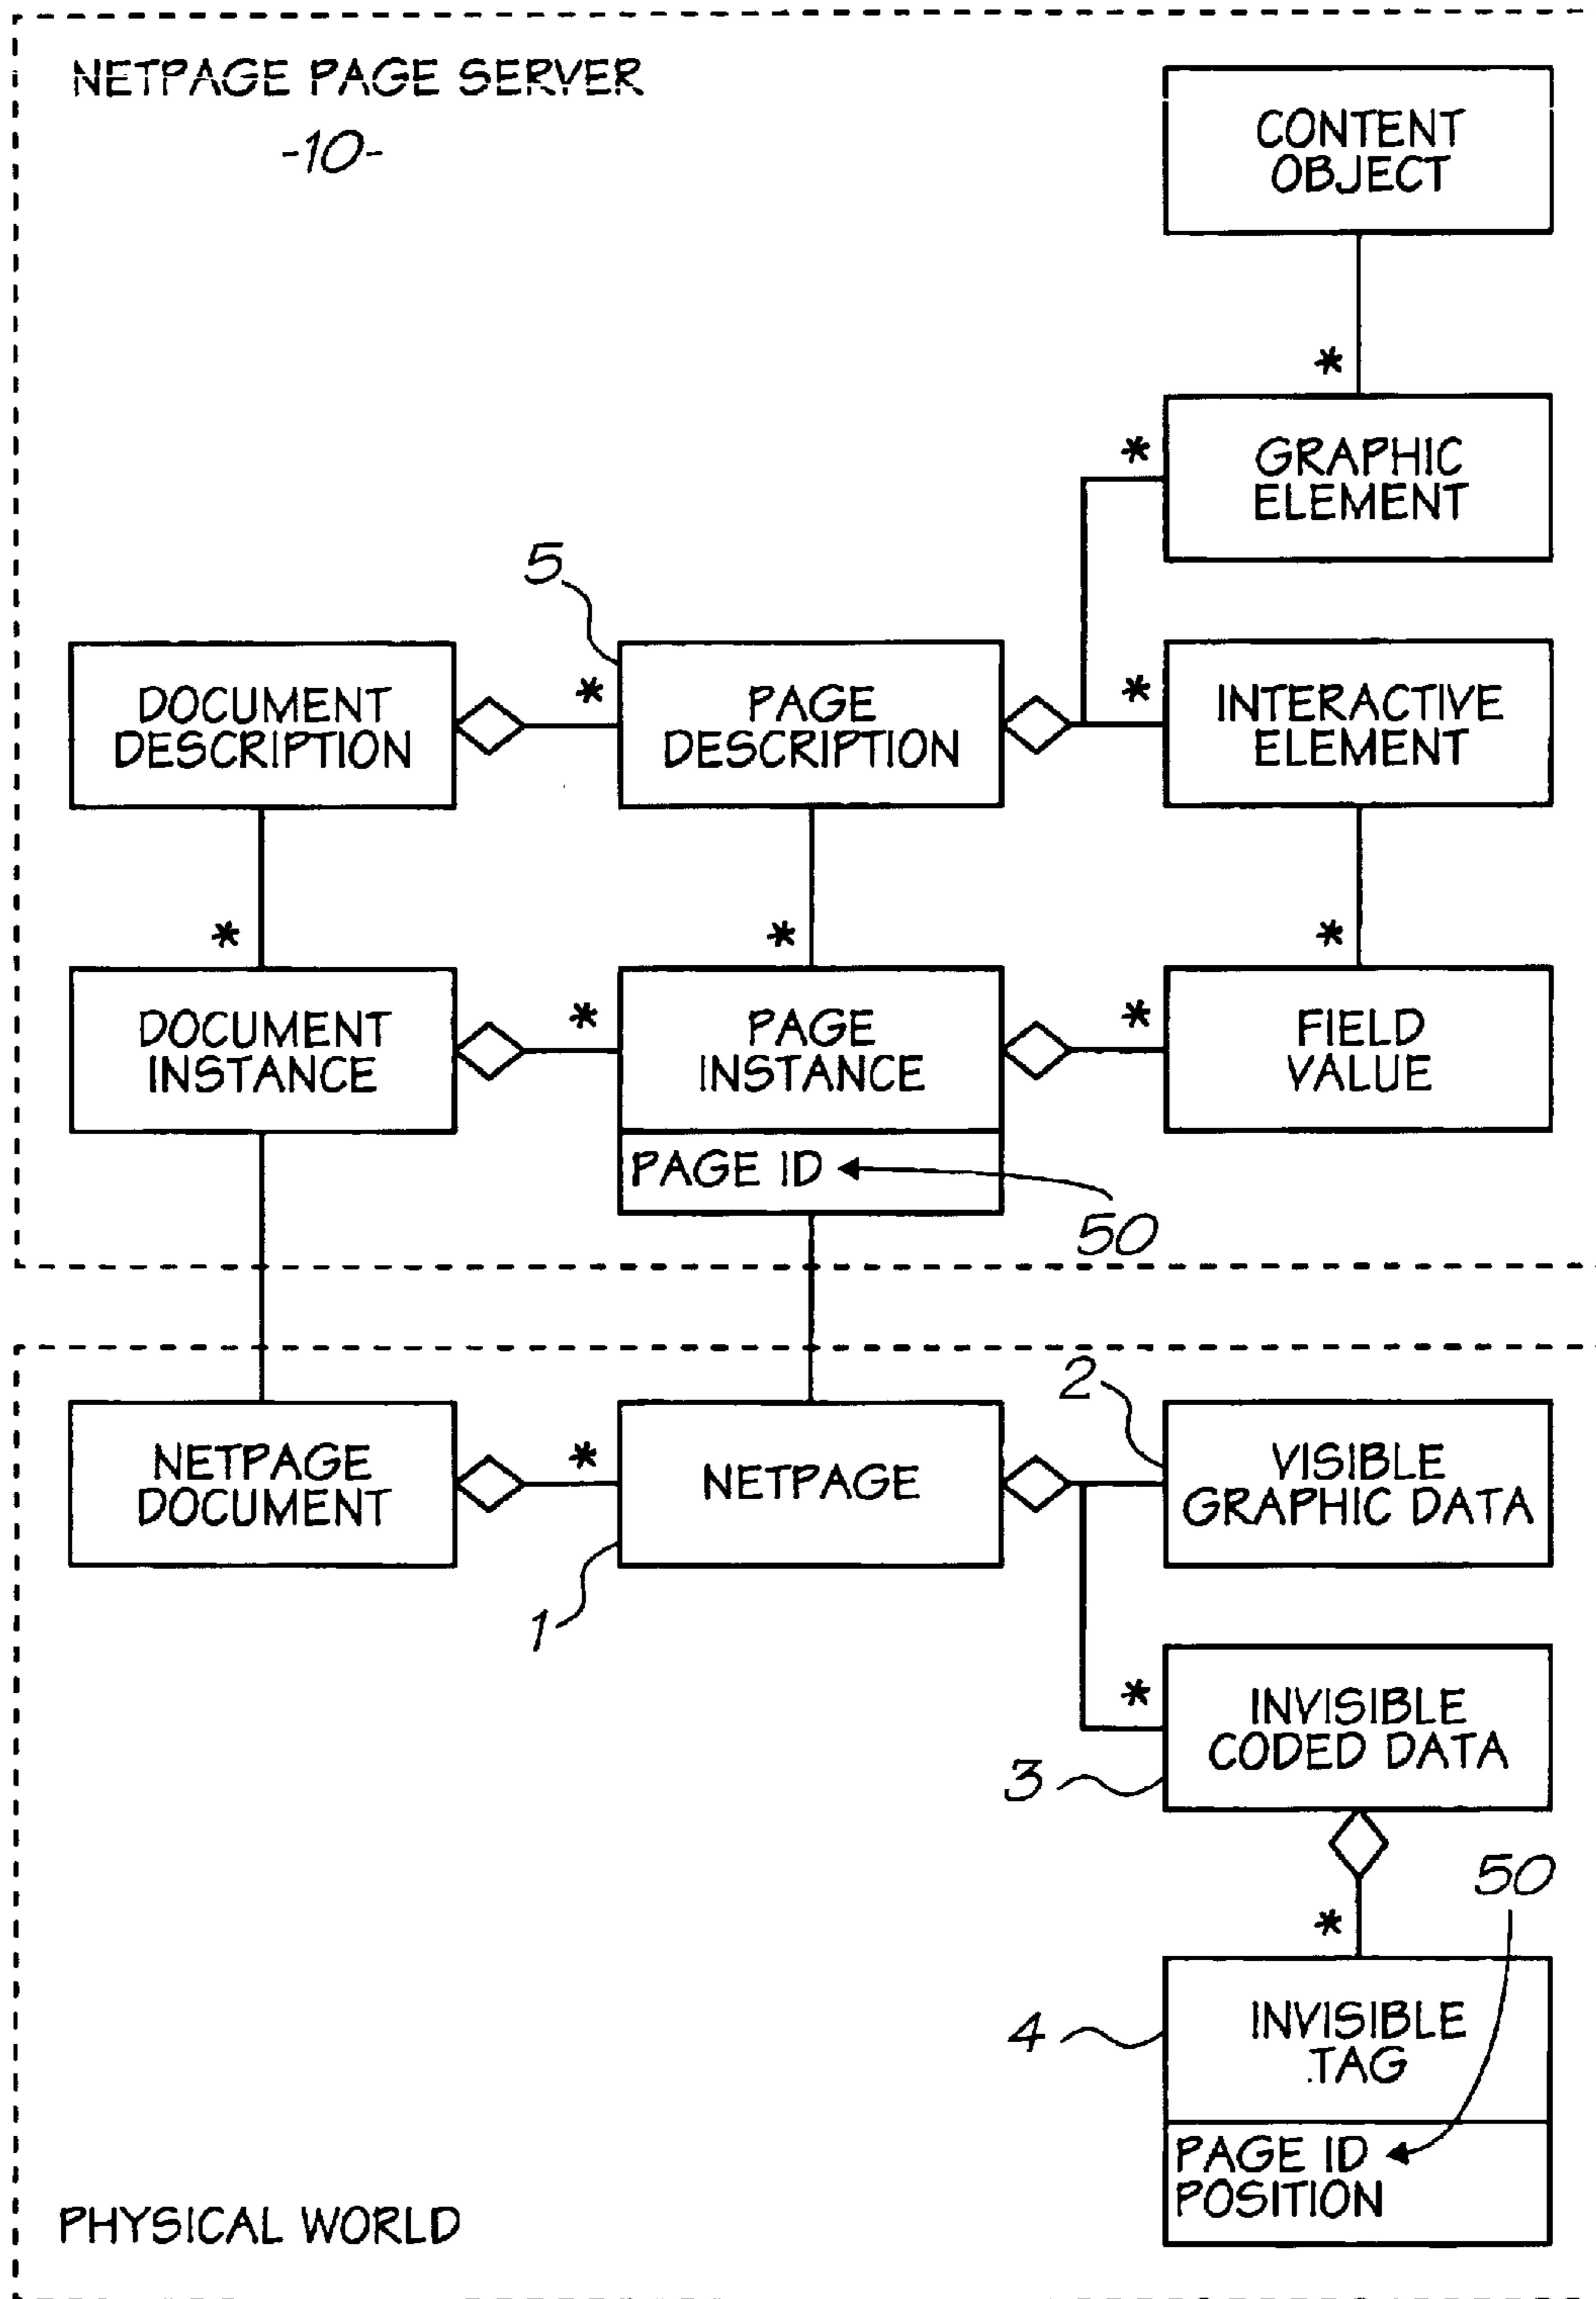 NETPAGE PAGE SERVER
-10-
CONTENT
OBJECT
*
*
GRAPHIC
ELEMENT
5
DOCUMENT
DESCRIPTION
*
PAGE
DESCRIPTION
*
INTERACTIVE
ELEMENT
*
*
*
DOCUMENT
INSTANCE
*
PAGE
INSTANCE
*
FIELD
VALUE
PAGE ID
50
NETPAGE
DOCUMENT
*
NETPAGE
1
2
VISIBLE
GRAPHIC DATA
*
INVISIBLE
CODED DATA
3
50
*
4
INVISIBLE
TAG
PAGE ID
POSITION
PHYSICAL WORLD